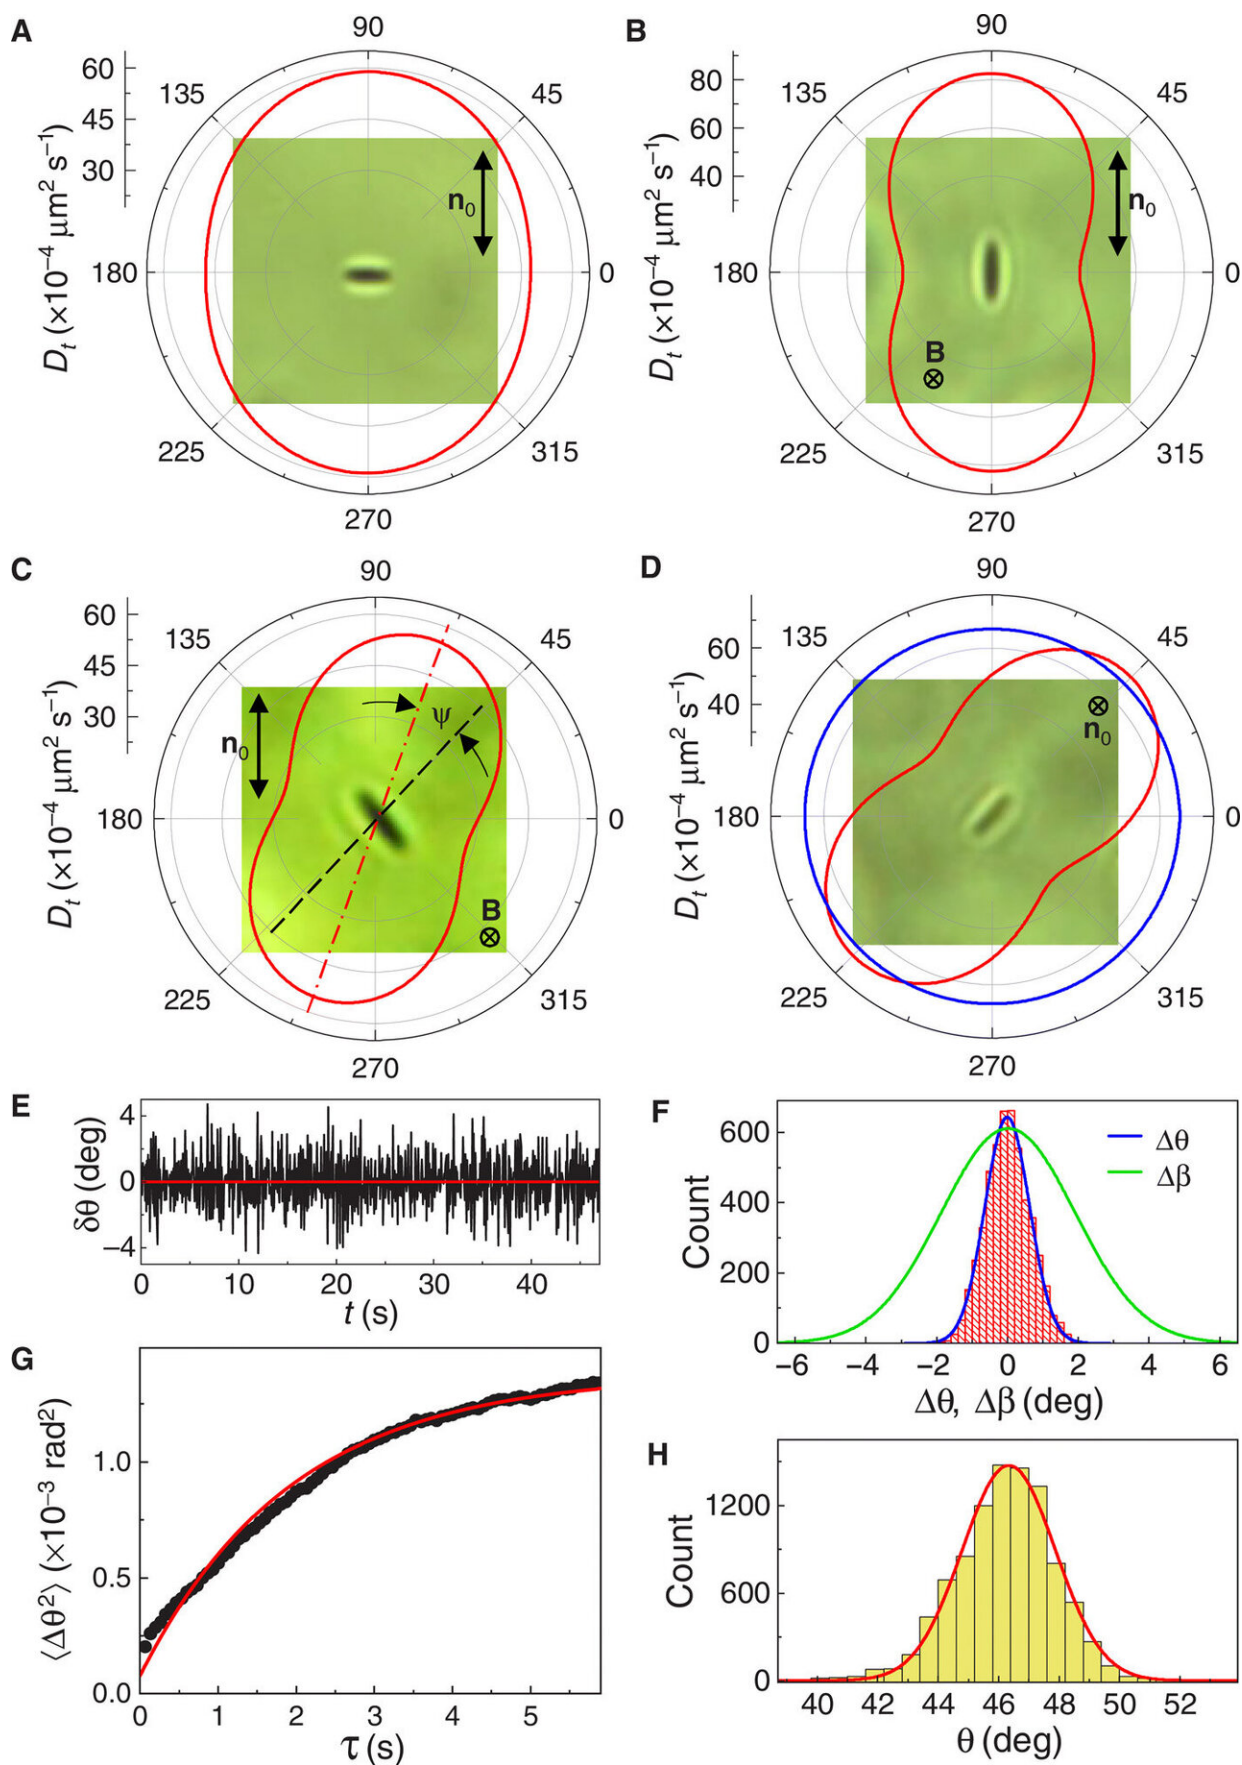 A
90
60
45
30
135
45
n₀
180
0
225
315
270
Dₜ (×10⁻⁴ μm² s⁻¹)
B
90
80
60
40
135
45
n₀
180
0
B
225
315
270
Dₜ (×10⁻⁴ μm² s⁻¹)
C
90
60
45
30
135
45
n₀
ψ
180
0
B
225
315
270
Dₜ (×10⁻⁴ μm² s⁻¹)
D
90
60
40
135
45
n₀
180
0
225
315
270
Dₜ (×10⁻⁴ μm² s⁻¹)
E
δθ (deg)
4
0
−4
0 10 20 30 40
t (s)
F
Count
600
400
200
0
Δθ
Δβ
−6 −4 −2 0 2 4 6
Δθ, Δβ (deg)
G
⟨Δθ²⟩ (×10⁻³ rad²)
1.0
0.5
0.0
0 1 2 3 4 5
τ (s)
H
Count
1200
600
0
40 42 44 46 48 50 52
θ (deg)